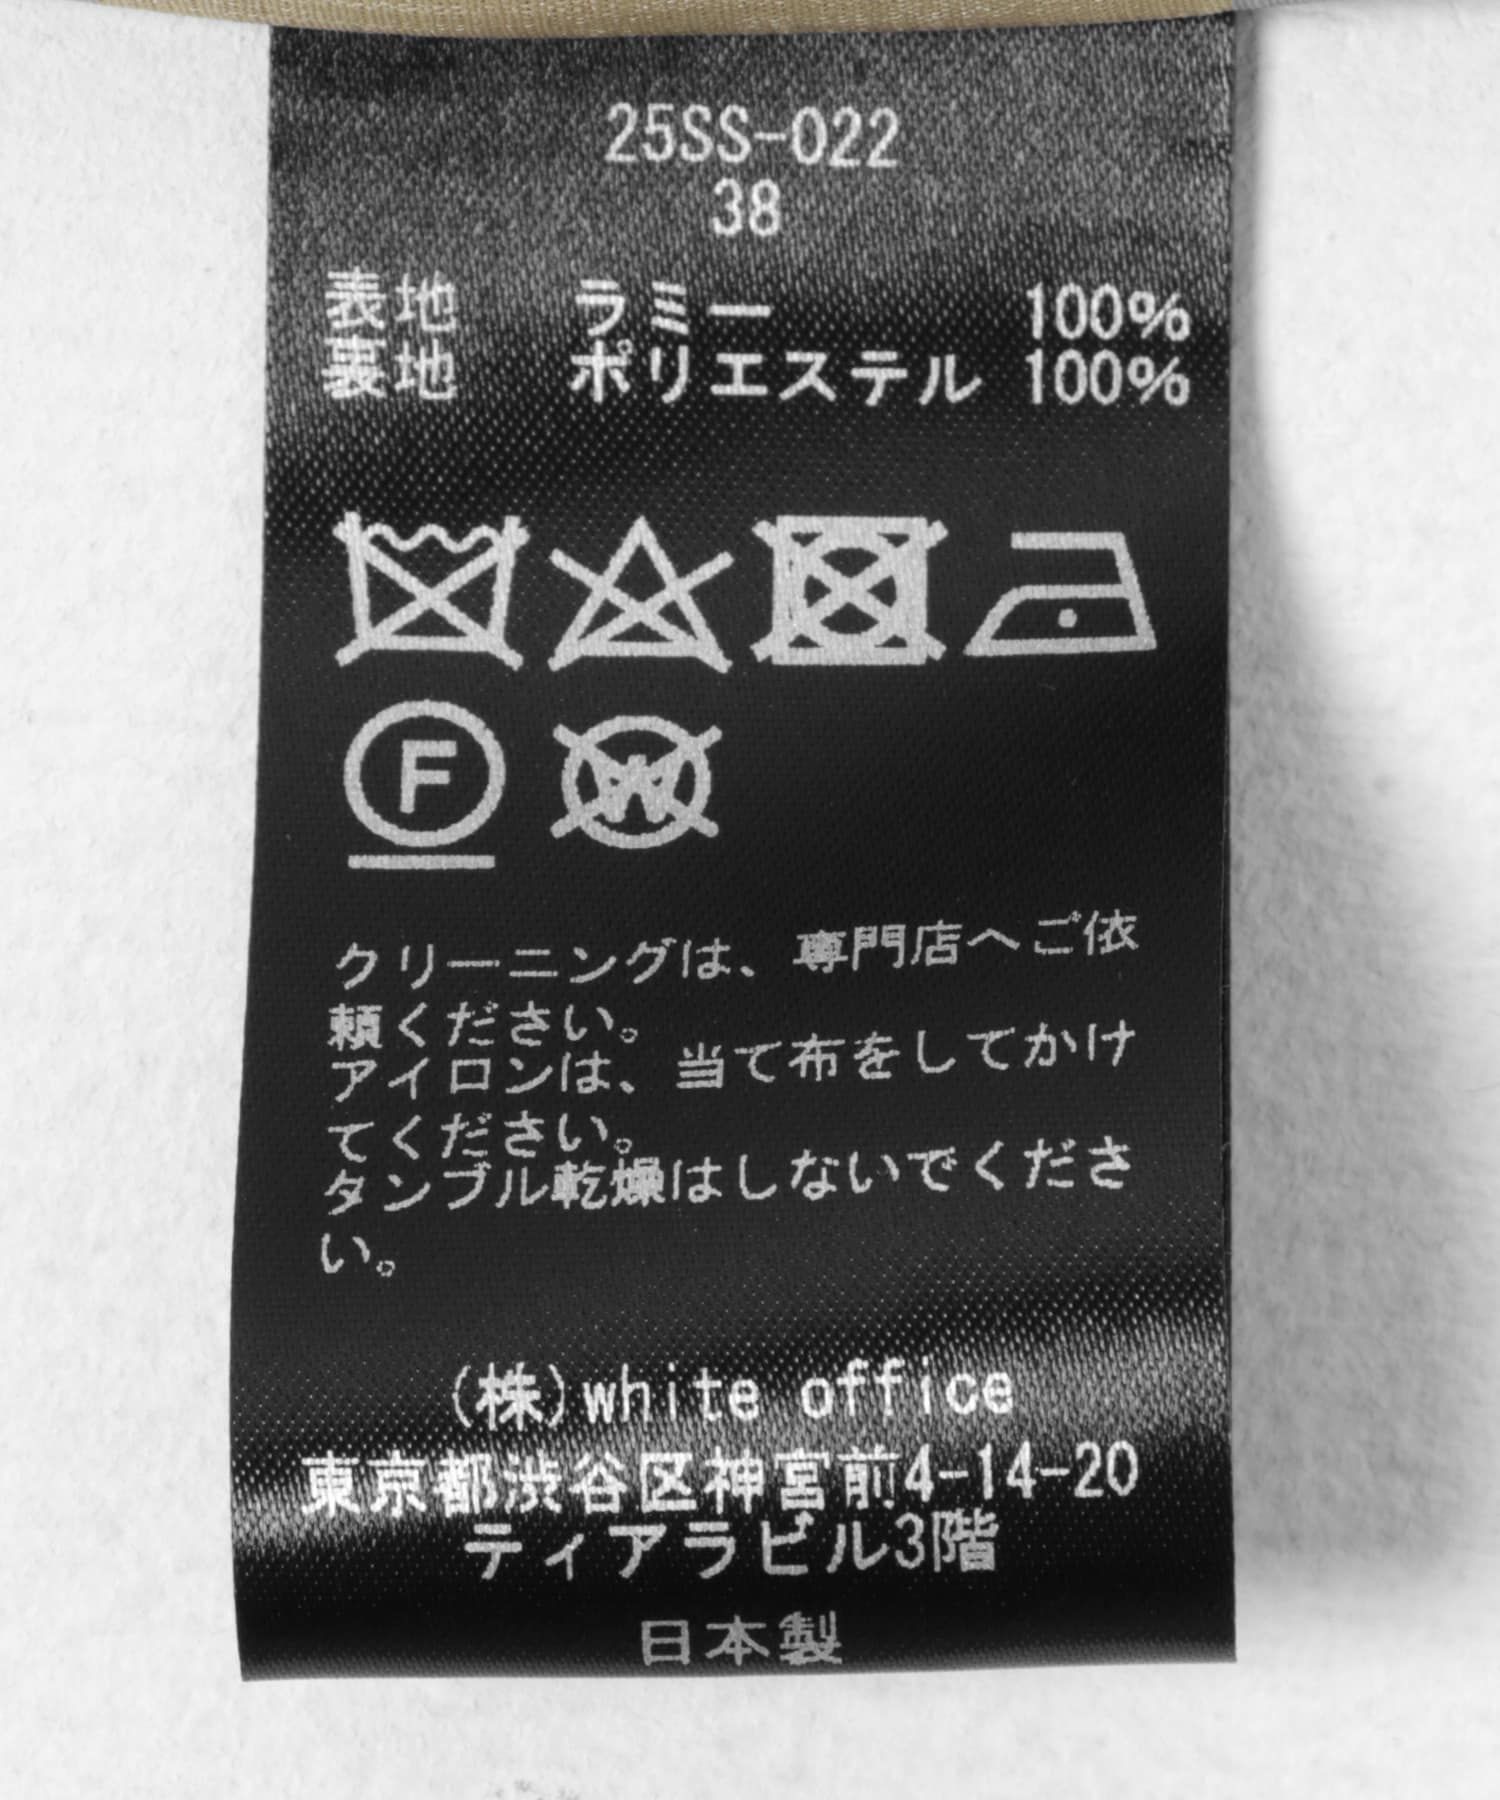 25SS-022
38
表地 ラミー 100%
裏地 ポリエステル 100%
F W
クリーニングは、専門店へご依
頼ください。
アイロンは、当て布をしてかけ
てください。
タンブル乾燥はしないでくださ
い。
(株)white office
東京都渋谷区神宮前4-14-20
ティアラビル3階
日本製